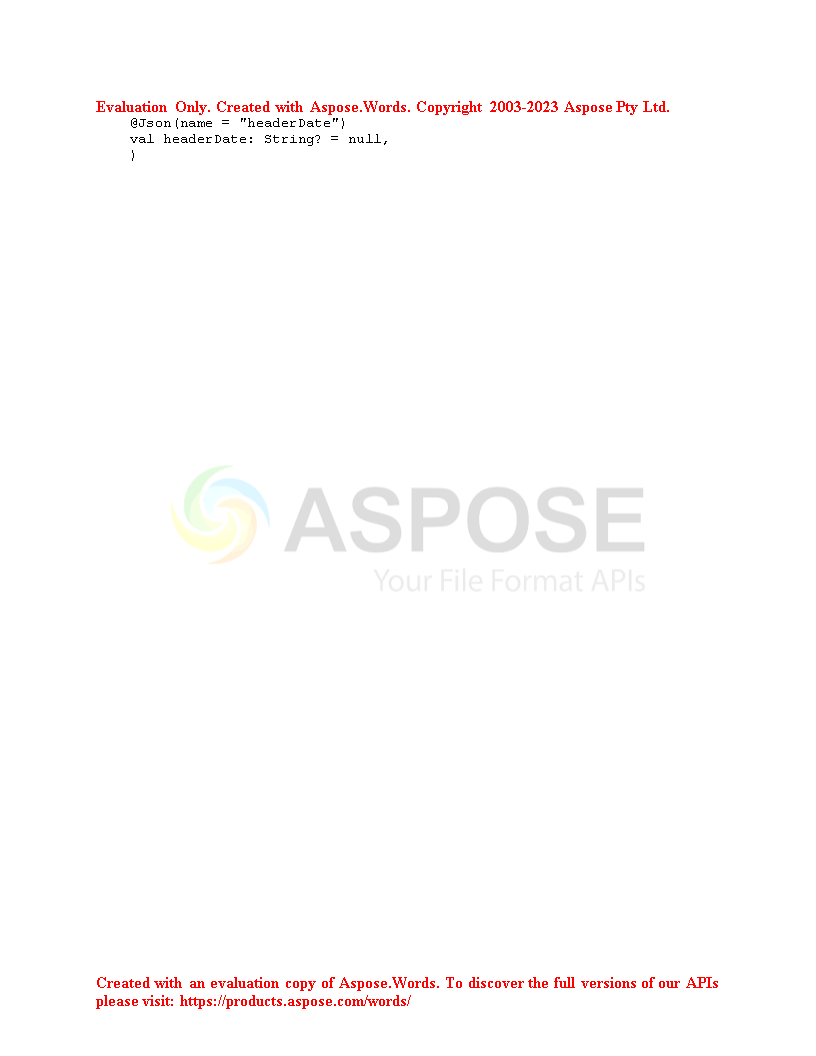 Evaluation Only. Created with Aspose.Words. Copyright 2003-2023 Aspose Pty Ltd.
@Json(name = "headerDate")
val headerDate: String? = null,
)
ASPOSE
Your File Format APIs
Created with an evaluation copy of Aspose.Words. To discover the full versions of our APIs
please visit: https://products.aspose.com/words/